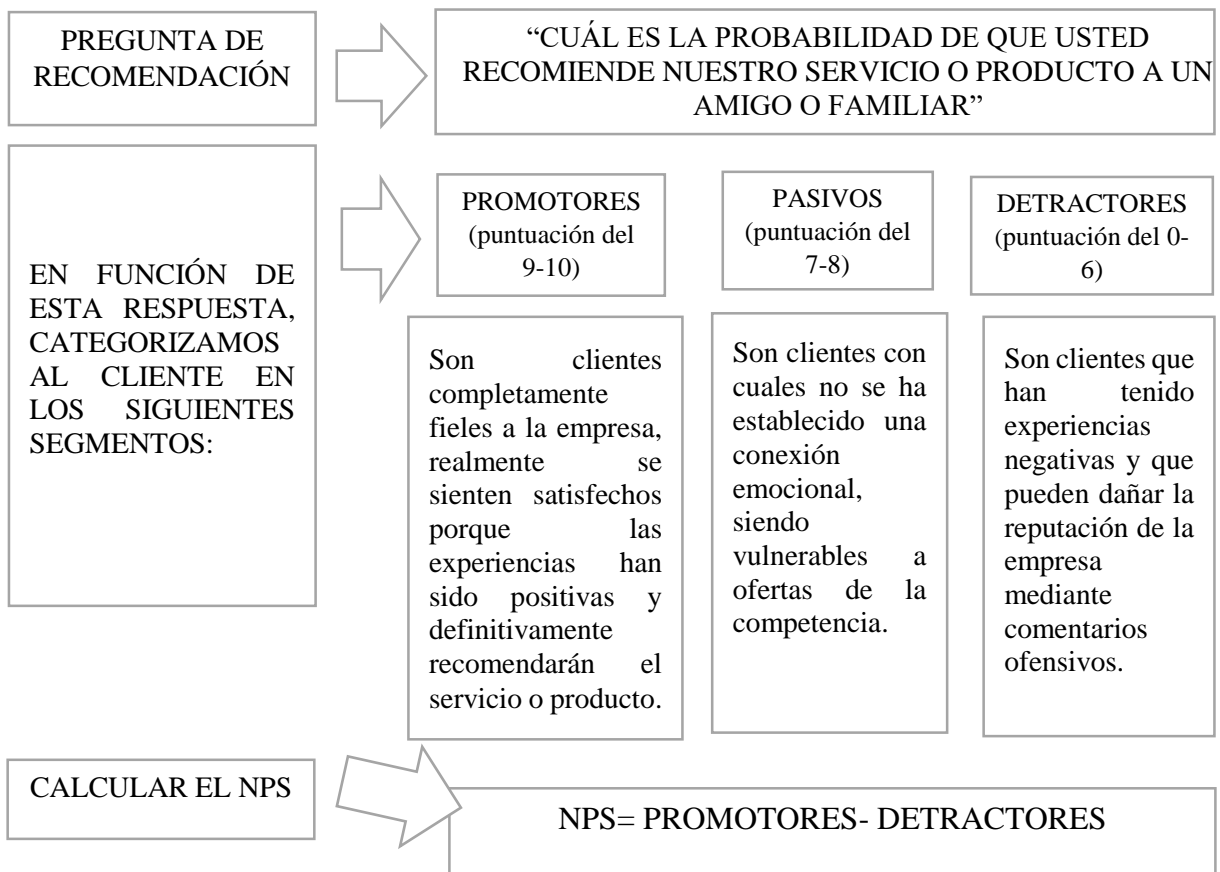 PREGUNTA DE
RECOMENDACIÓN
“CUÁL ES LA PROBABILIDAD DE QUE USTED
RECOMIENDE NUESTRO SERVICIO O PRODUCTO A UN
AMIGO O FAMILIAR”
EN FUNCIÓN DE
ESTA RESPUESTA,
CATEGORIZAMOS
AL CLIENTE EN
LOS SIGUIENTES
SEGMENTOS:
PROMOTORES
(puntuación del
9-10)
PASIVOS
(puntuación del
7-8)
DETRACTORES
(puntuación del 0-
6)
Son clientes
completamente
fieles a la empresa,
realmente se
sienten satisfechos
porque las
experiencias han
sido positivas y
definitivamente
recomendarán el
servicio o producto.
Son clientes con
cuales no se ha
establecido una
conexión
emocional,
siendo
vulnerables a
ofertas de la
competencia.
Son clientes que
han tenido
experiencias
negativas y que
pueden dañar la
reputación de la
empresa
mediante
comentarios
ofensivos.
CALCULAR EL NPS
NPS= PROMOTORES- DETRACTORES